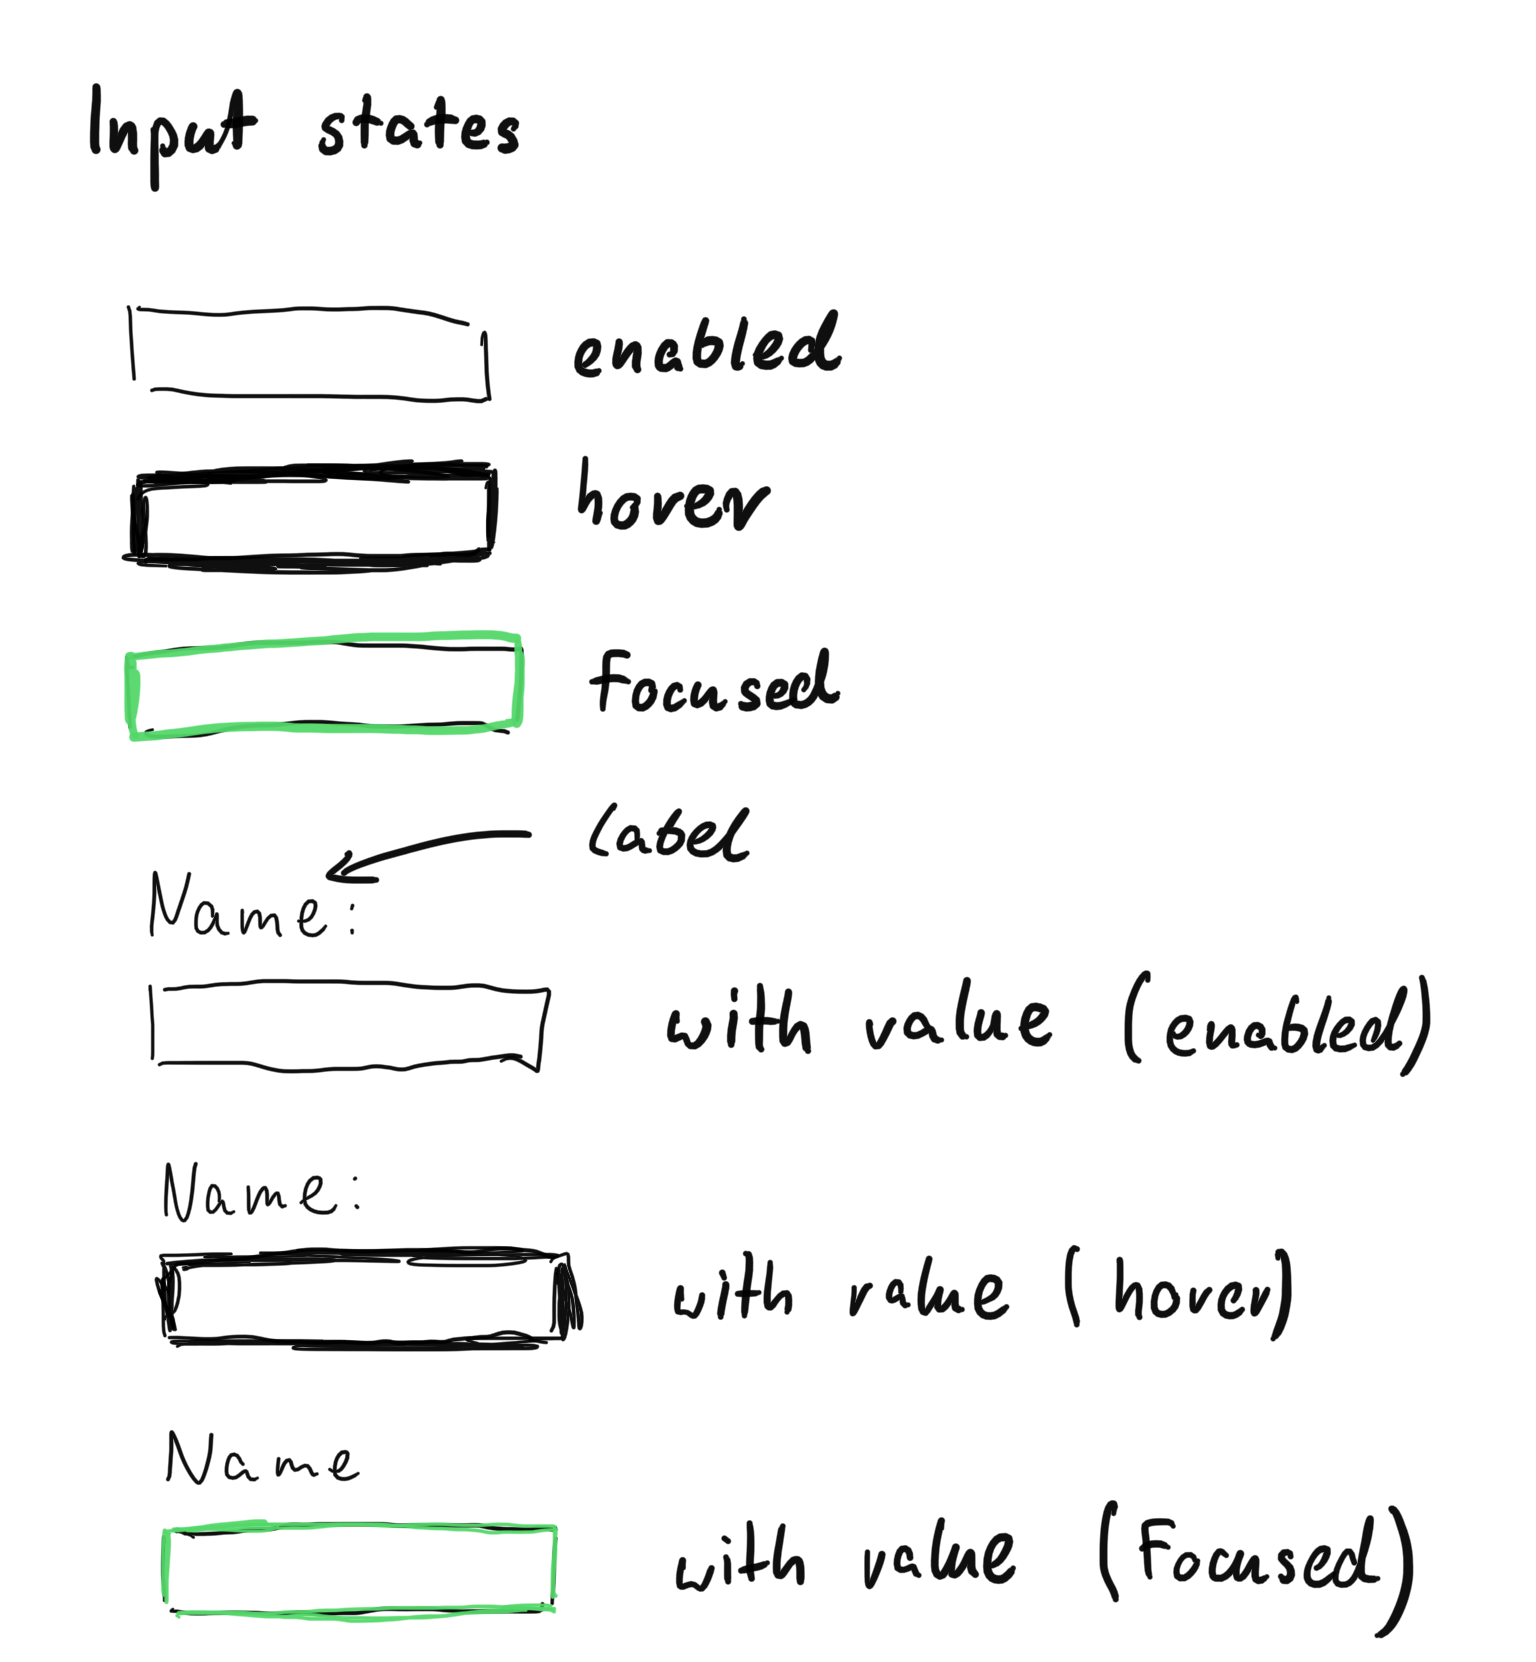 Input states
enabled
hover
Focused
label
Name:
with value (enabled)
Name:
with value (hover)
Name
with value (Focused)